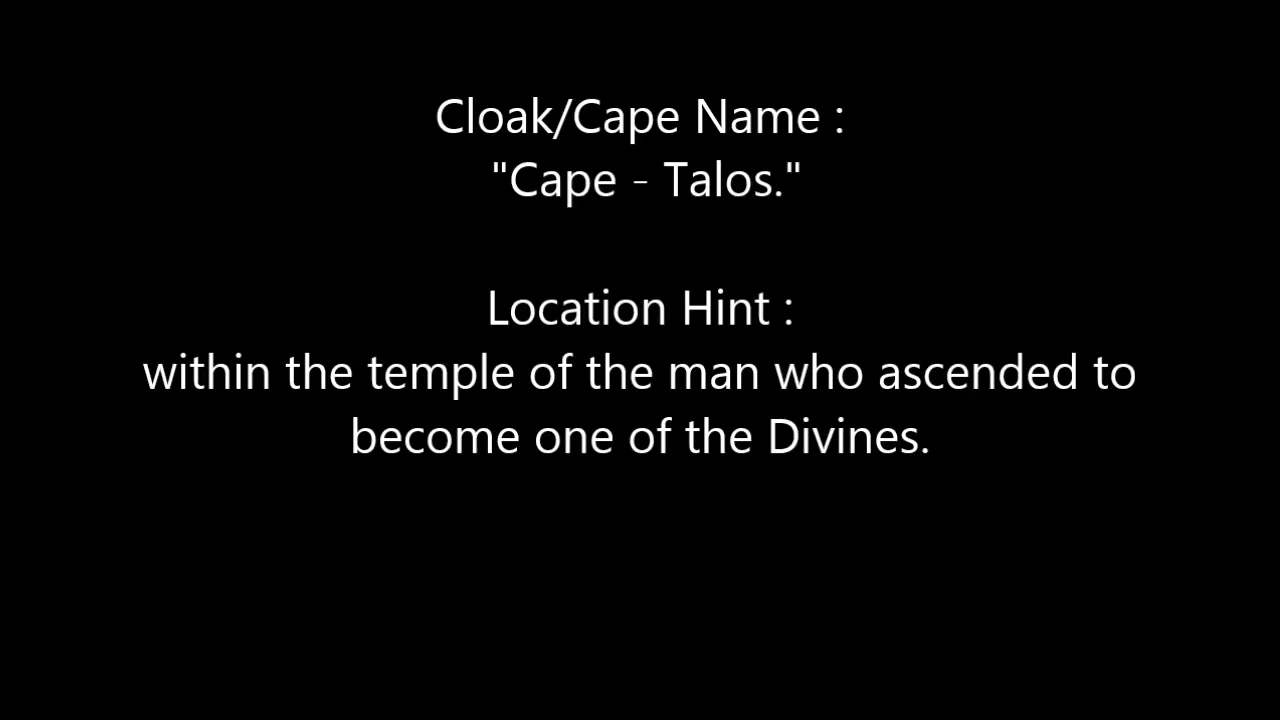 Cloak/Cape Name :
"Cape - Talos."
Location Hint :
within the temple of the man who ascended to
become one of the Divines.